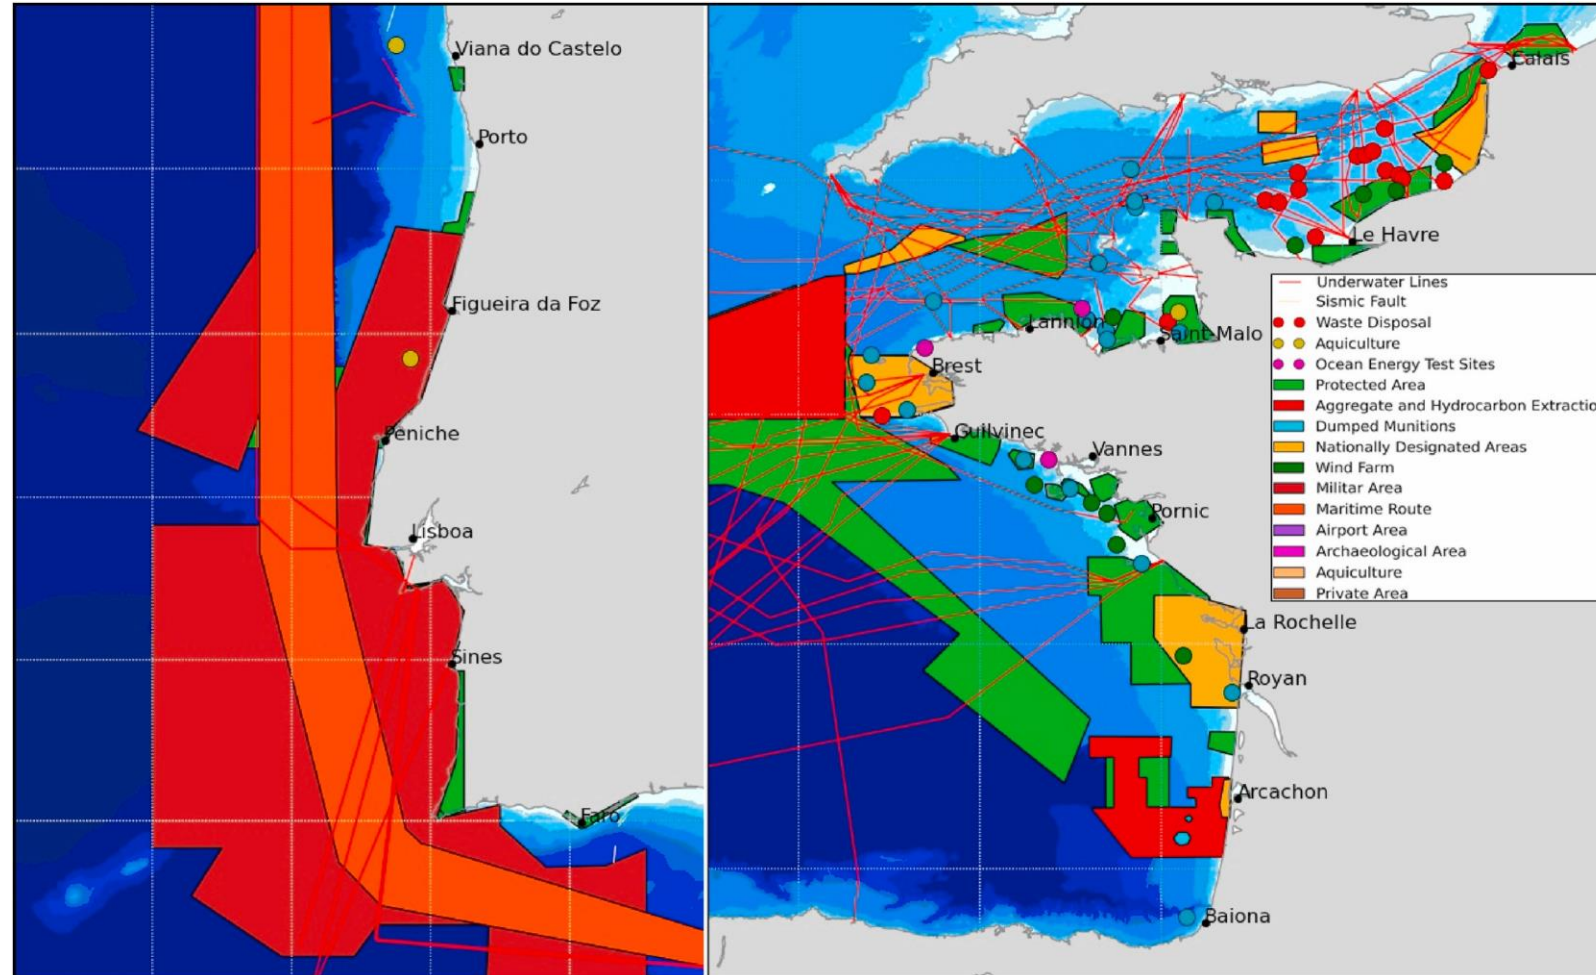 Viana do Castelo
Porto
Figueira da Foz
Peniche
Lisboa
Sines
Faro
Calais
Le Havre
Lannion
Saint-Malo
Brest
Guilvinec
Vannes
Pornic
La Rochelle
Royan
Arcachon
Baiona
Underwater Lines
Sismic Fault
Waste Disposal
Aquiculture
Ocean Energy Test Sites
Protected Area
Aggregate and Hydrocarbon Extractio
Dumped Munitions
Nationally Designated Areas
Wind Farm
Militar Area
Maritime Route
Airport Area
Archaeological Area
Aquiculture
Private Area